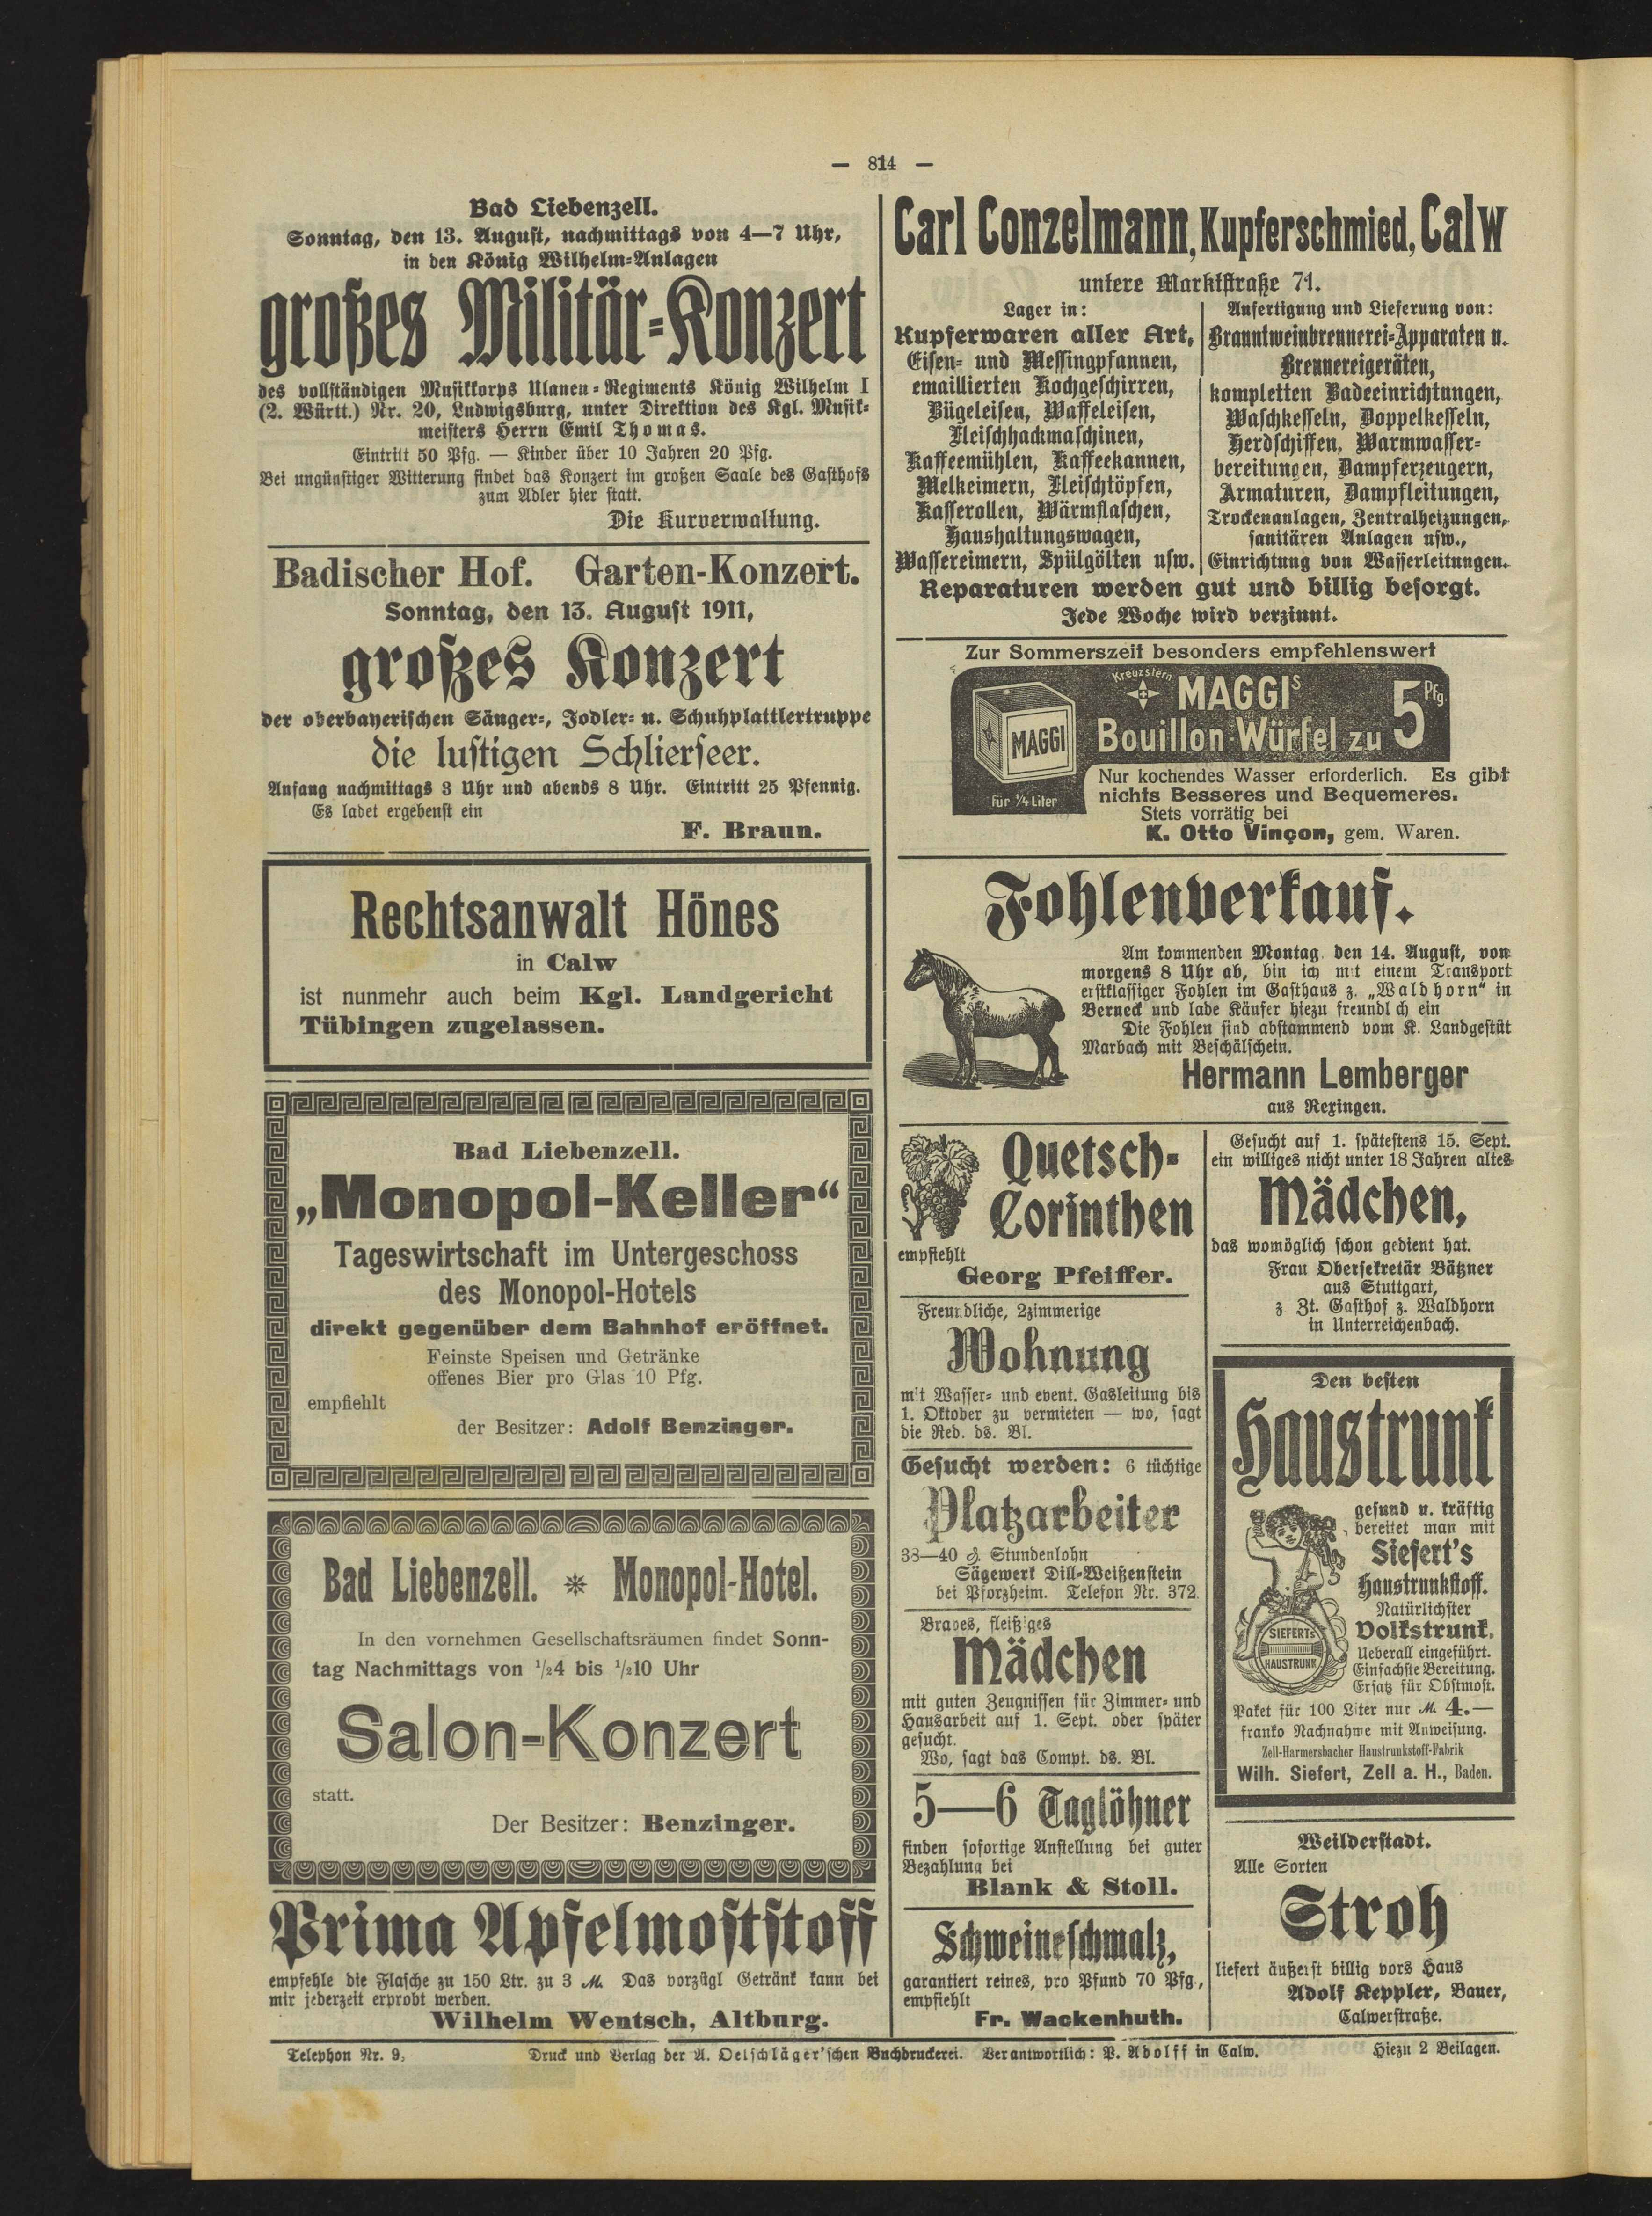 — 814 —
Bad Liebenzell.
Sonntag, den 13. August, nachmittags von 4—7 Uhr,
in den König Wilhelm-Anlagen
großes Militär-Konzert
des vollständigen Musikkorps Ulanen-Regiments König Wilhelm I
(2. Württ.) Nr. 20, Ludwigsburg, unter Direktion des Kgl. Musik-
meisters Herrn Emil Thomas.
Eintritt 50 Pfg. — Kinder über 10 Jahren 20 Pfg.
Bei ungünstiger Witterung findet das Konzert im großen Saale des Gasthofs
zum Adler hier statt.
Die Kurverwaltung.
Badischer Hof. Garten-Konzert.
Sonntag, den 13. August 1911,
großes Konzert
der oberbayerischen Sänger-, Jodler- u. Schuhplattlertruppe
die lustigen Schlierseer.
Anfang nachmittags 3 Uhr und abends 8 Uhr. Eintritt 25 Pfennig.
Es ladet ergebenst ein
F. Braun.
Rechtsanwalt Hönes
in Calw
ist nunmehr auch beim Kgl. Landgericht
Tübingen zugelassen.
Bad Liebenzell.
„Monopol-Keller“
Tageswirtschaft im Untergeschoss
des Monopol-Hotels
direkt gegenüber dem Bahnhof eröffnet.
Feinste Speisen und Getränke
offenes Bier pro Glas 10 Pfg.
empfiehlt
der Besitzer: Adolf Benzinger.
Bad Liebenzell. * Monopol-Hotel.
In den vornehmen Gesellschaftsräumen findet Sonn-
tag Nachmittags von 1/24 bis 1/210 Uhr
Salon-Konzert
statt.
Der Besitzer: Benzinger.
Prima Apfelmoststoff
empfehle die Flasche zu 150 Ltr. zu 3 M. Das vorzügl Getränk kann bei
mir jederzeit erprobt werden.
Wilhelm Wentsch, Altburg.
Carl Conzelmann, Kupferschmied, Calw
untere Marktstraße 71.
Lager in:
Kupferwaren aller Art,
Eisen- und Messingpfannen,
emaillierten Kochgeschirren,
Bügeleisen, Waffeleisen,
Fleischhackmaschinen,
Kaffeemühlen, Kaffeekannen,
Melkeimern, Fleischtöpfen,
Kasserollen, Wärmflaschen,
Haushaltungswagen,
Wassereimern, Spülgölten usw.
Anfertigung und Lieferung von:
Branntweinbrennerei-Apparaten u.
Brennereigeräten,
kompletten Badeeinrichtungen,
Waschkesseln, Doppelkesseln,
Herdschiffen, Warmwasser-
bereitungen, Dampferzeugern,
Armaturen, Dampfleitungen,
Trockenanlagen, Zentralheizungen,
sanitären Anlagen usw.,
Einrichtung von Wasserleitungen.
Reparaturen werden gut und billig besorgt.
Jede Woche wird verzinnt.
Zur Sommerszeit besonders empfehlenswert
Kreuzstern
MAGGIs
Bouillon-Würfel zu 5 Pfg.
MAGGI
für 1/4 Liter
Nur kochendes Wasser erforderlich. Es gibt
nichts Besseres und Bequemeres.
Stets vorrätig bei
K. Otto Vinçon, gem. Waren.
Fohlenverkauf.
Am kommenden Montag, den 14. August, von
morgens 8 Uhr ab, bin ich mit einem Transport
erstklassiger Fohlen im Gasthaus z. „Waldhorn“ in
Berneck und lade Käufer hiezu freundl ch ein
Die Fohlen sind abstammend vom K. Landgestüt
Marbach mit Beschälschein.
Hermann Lemberger
aus Rexingen.
Quetsch-
Corinthen
empfiehlt
Georg Pfeiffer.
Freundliche, 2zimmerige
Wohnung
mit Wasser- und event. Gasleitung bis
1. Oktober zu vermieten — wo, sagt
die Red. ds. Bl.
Gesucht werden: 6 tüchtige
Platzarbeiter
38—40 ₰ Stundenlohn
Sägewerk Dill-Weißenstein
bei Pforzheim. Telefon Nr. 372.
Braves, fleißiges
Mädchen
mit guten Zeugnissen für Zimmer- und
Hausarbeit auf 1. Sept. oder später
gesucht.
Wo, sagt das Compt. ds. Bl.
5—6 Taglöhner
finden sofortige Anstellung bei guter
Bezahlung bei
Blank & Stoll.
Schweineschmalz,
garantiert reines, pro Pfund 70 Pfg.,
empfiehlt
Fr. Wackenhuth.
Gesucht auf 1. spätestens 15. Sept.
ein williges nicht unter 18 Jahren altes
Mädchen,
das womöglich schon gedient hat.
Frau Obersekretär Bätzner
aus Stuttgart,
z Zt. Gasthof z. Waldhorn
in Unterreichenbach.
Den besten
Haustrunk
gesund u. kräftig
bereitet man mit
Siefert's
Haustrunkstoff.
Natürlichster
Volkstrunk.
Ueberall eingeführt.
Einfachste Bereitung.
Ersatz für Obstmost.
SIEFERTs
HAUSTRUNK
Paket für 100 Liter nur M. 4.—
franko Nachnahme mit Anweisung.
Zell-Harmersbacher Haustrunkstoff-Fabrik
Wilh. Siefert, Zell a. H., Baden.
Weilderstadt.
Alle Sorten
Stroh
liefert äußerst billig vors Haus
Adolf Keppler, Bauer,
Calwerstraße.
Telephon Nr. 9.
Druck und Verlag der A. Oelschläger'schen Buchdruckerei. Verantwortlich: P. Adolff in Calw.
Hiezu 2 Beilagen.